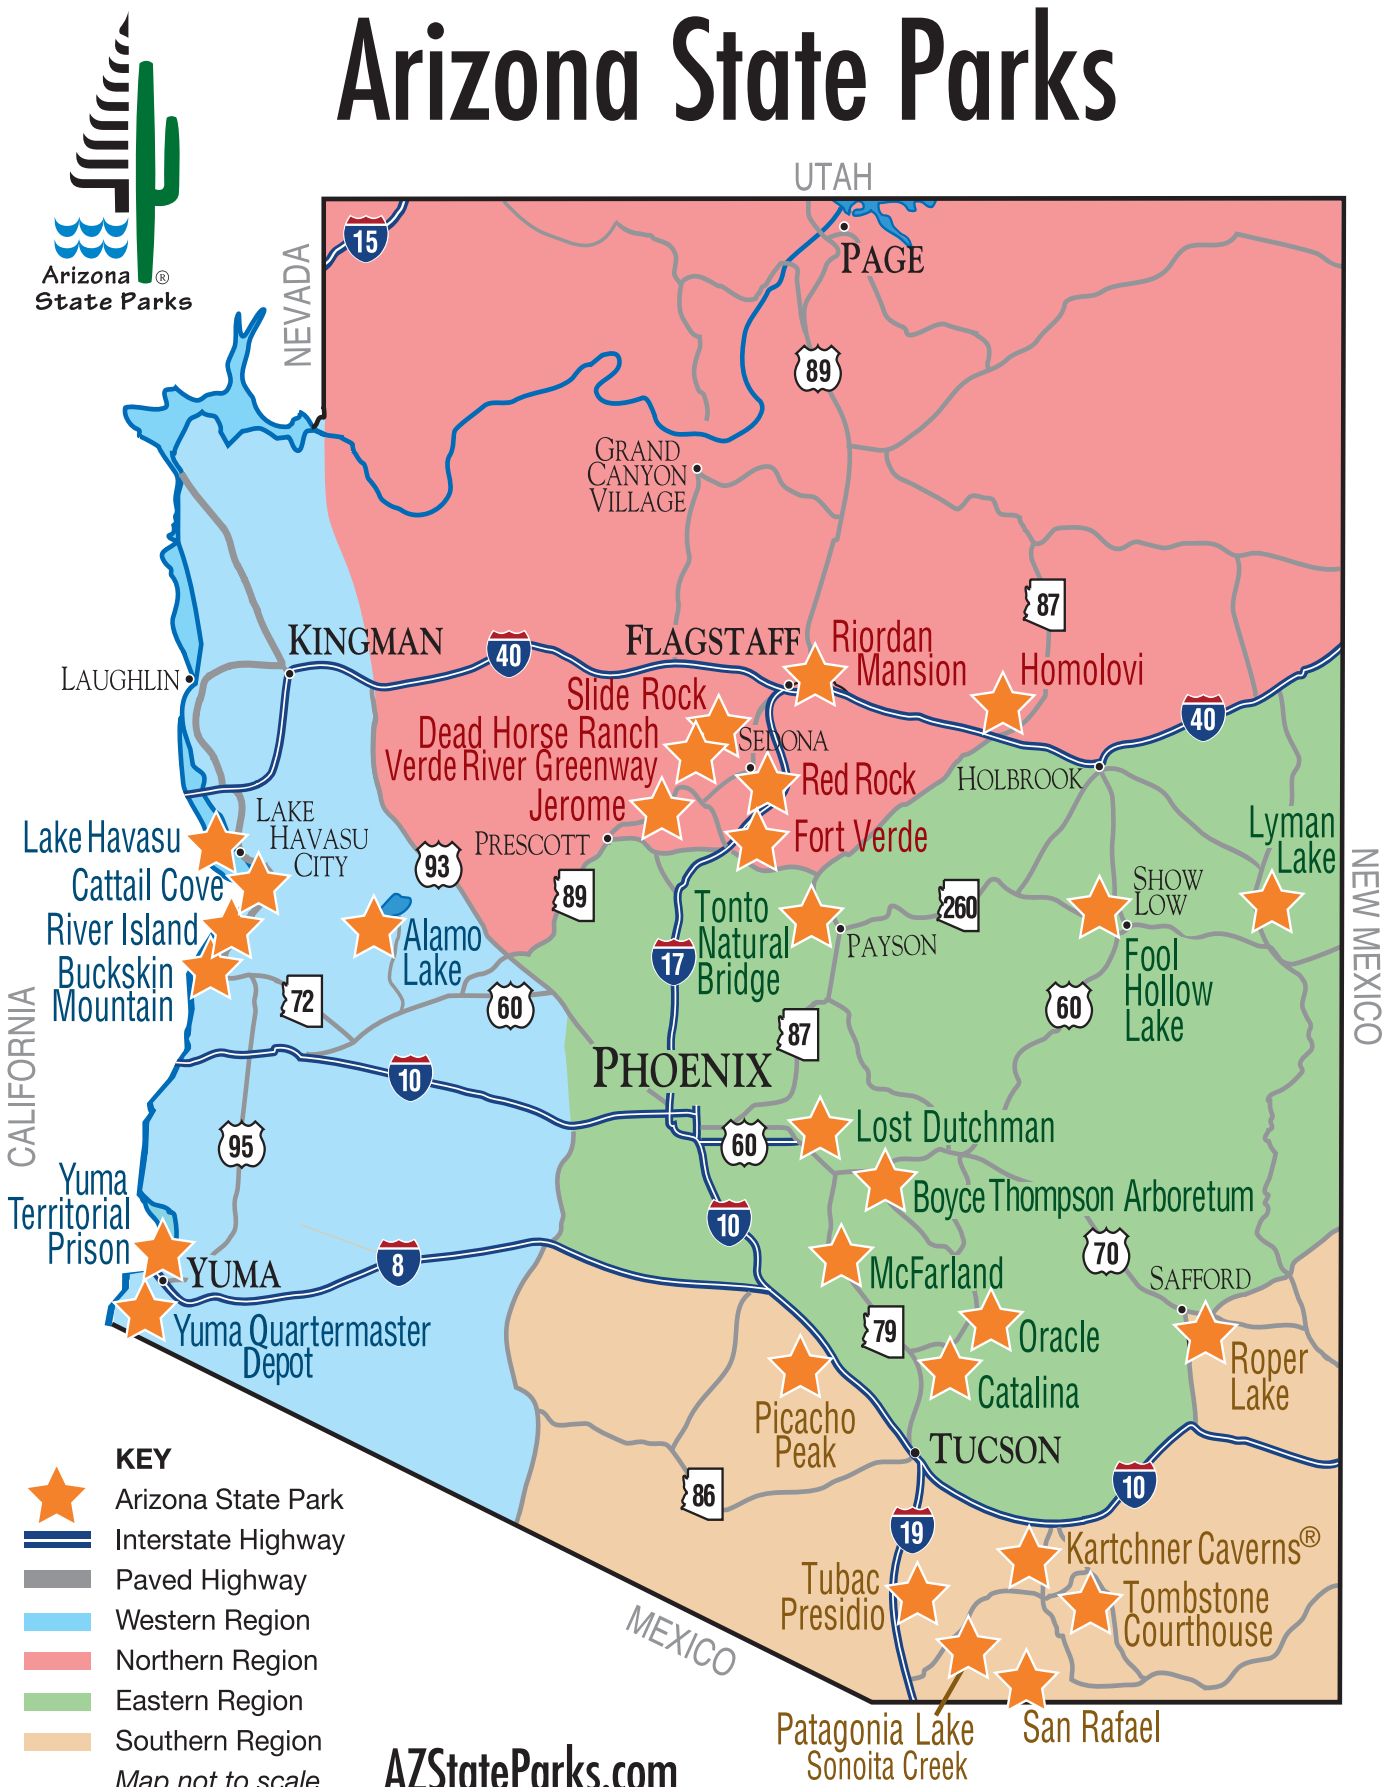 Arizona State Parks
Arizona ®
State Parks
UTAH
NEVADA
15
PAGE
89
GRAND
CANYON
VILLAGE
87
KINGMAN
40
FLAGSTAFF
Riordan
Mansion
Homolovi
LAUGHLIN
Slide Rock
Dead Horse Ranch
Verde River Greenway
SEDONA
40
HOLBROOK
Red Rock
Jerome
Fort Verde
PRESCOTT
LAKE
HAVASU
CITY
Lake Havasu
Cattail Cove
River Island
Buckskin
Mountain
93
89
Alamo
Lake
Lyman
Lake
NEW MEXICO
SHOW
LOW
260
Tonto
Natural
Bridge
PAYSON
17
Fool
Hollow
Lake
72
60
60
87
CALIFORNIA
PHOENIX
10
95
60
Lost Dutchman
Boyce Thompson Arboretum
Yuma
Territorial
Prison
10
8
70
YUMA
McFarland
SAFFORD
Yuma Quartermaster
Depot
79
Oracle
Catalina
Roper
Lake
Picacho
Peak
TUCSON
86
10
19
Kartchner Caverns®
Tubac
Presidio
Tombstone
Courthouse
MEXICO
Patagonia Lake
Sonoita Creek
San Rafael
KEY
Arizona State Park
Interstate Highway
Paved Highway
Western Region
Northern Region
Eastern Region
Southern Region
Map not to scale
AZStateParks.com